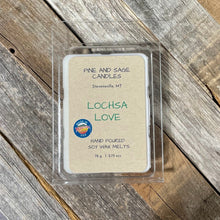 PINE AND SAGE
CANDLES
Stevensville, MT
LOCHSA
LOVE
HAND POURED
SOY WAX MELTS